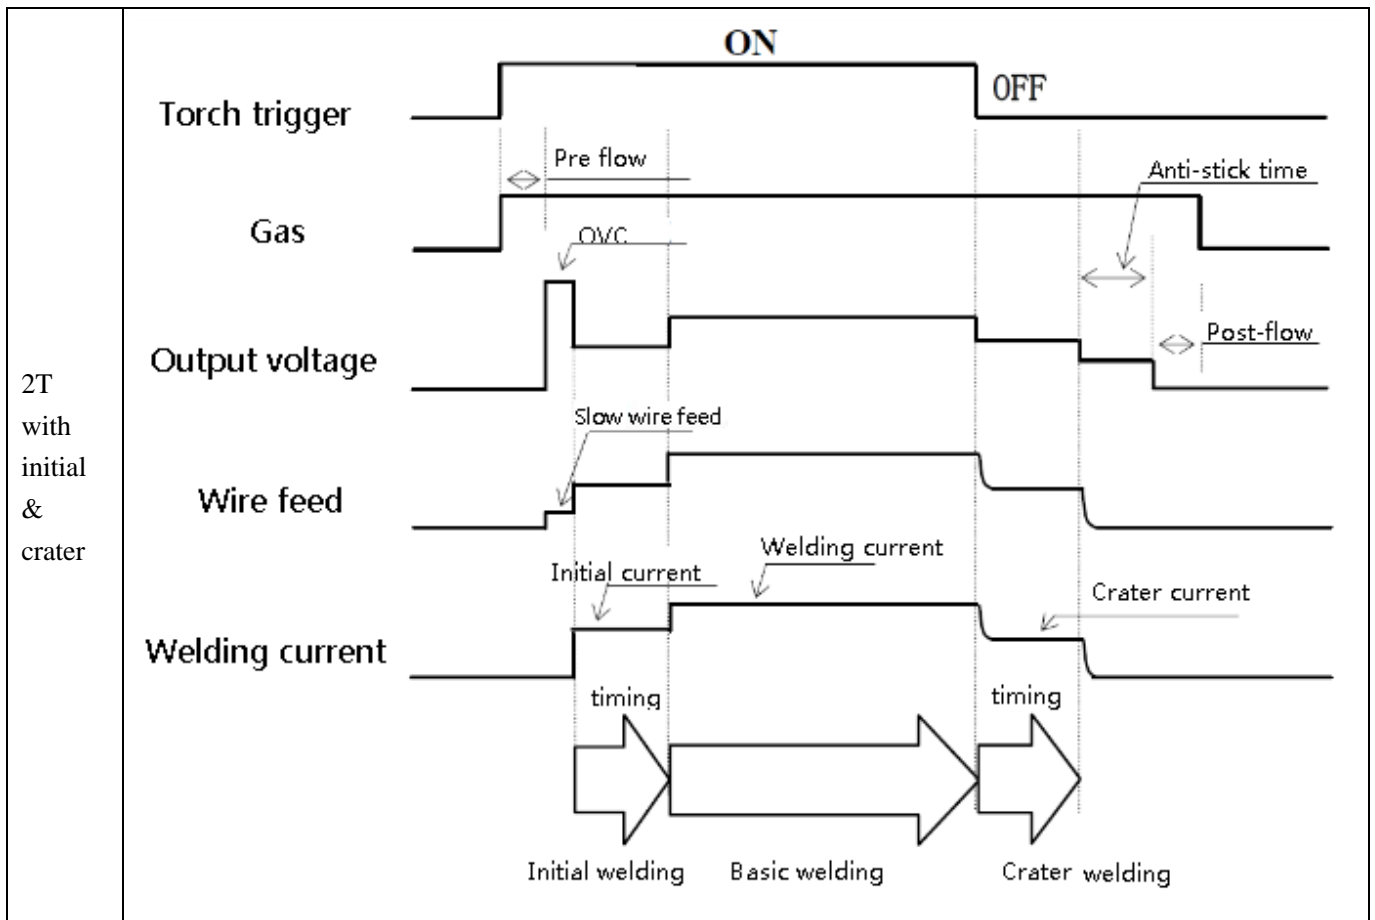 2T
with
initial
&
crater
ON
OFF
Torch trigger
Pre flow
Anti-stick time
Gas
OVC
Output voltage
Post-flow
Slow wire feed
Wire feed
Welding current
Initial current
Crater current
Welding current
timing
timing
Initial welding
Basic welding
Crater welding